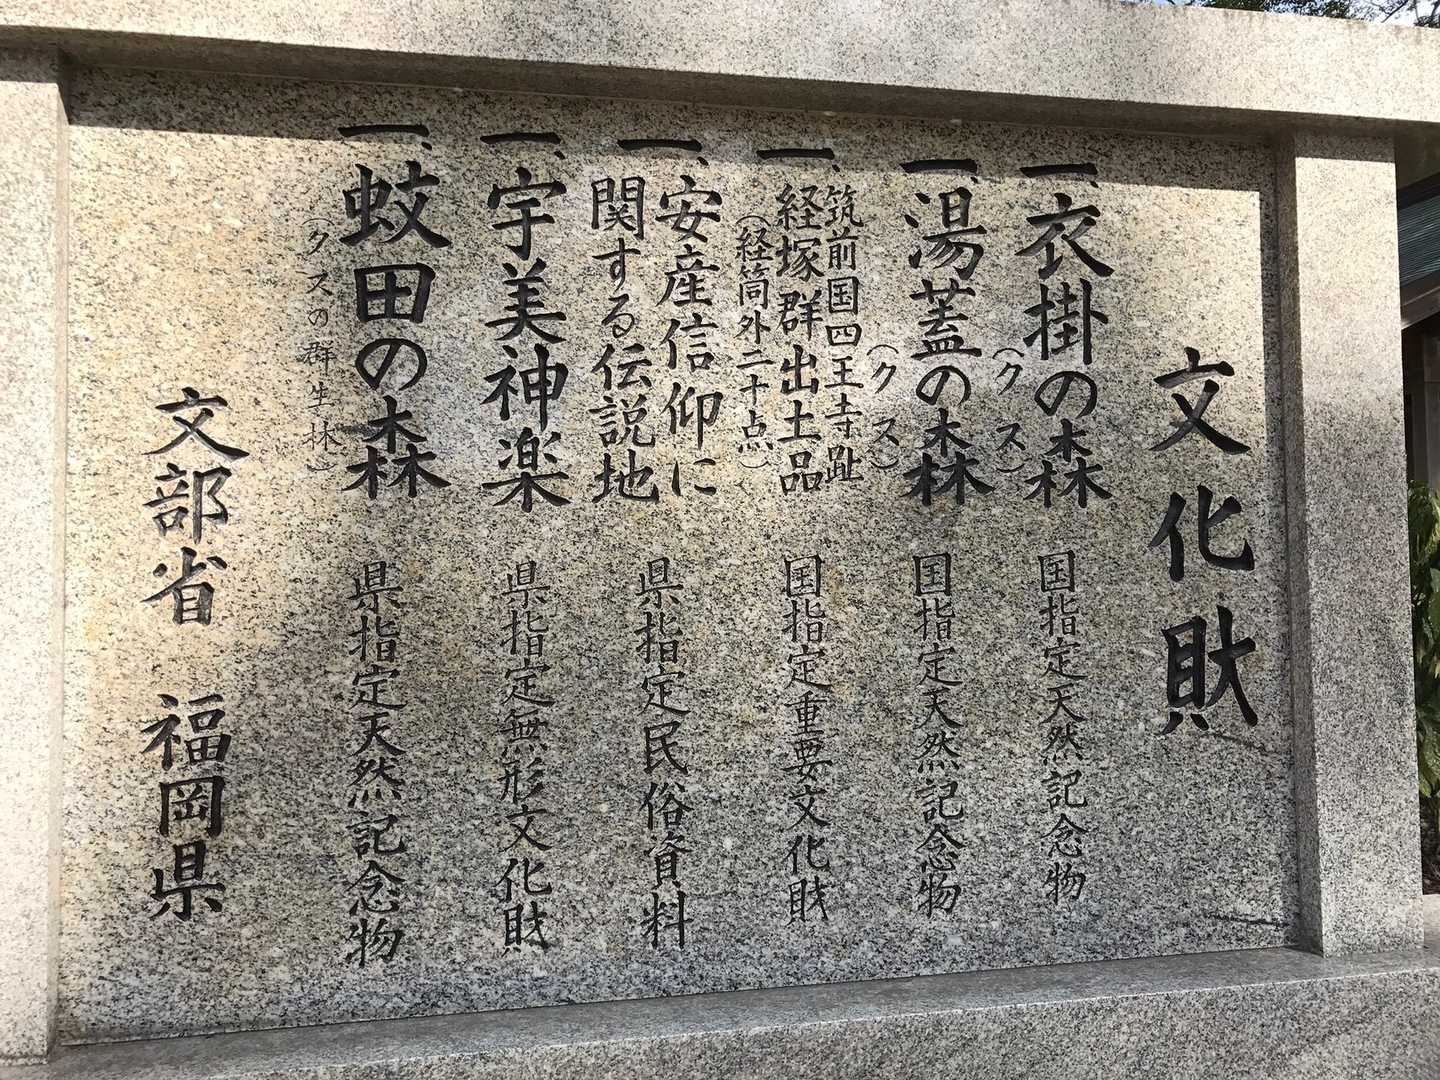 文化財
一、衣掛の森(クス) 国指定天然記念物
一、湯蓋の森(クス) 国指定天然記念物
一、筑前国四王寺趾
経塚群出土品
(経筒外二十点) 国指定重要文化財
一、安産信仰に
関する伝説地 県指定民俗資料
一、宇美神楽 県指定無形文化財
一、蚊田の森
(クスの群生林) 県指定天然記念物
文部省 福岡県